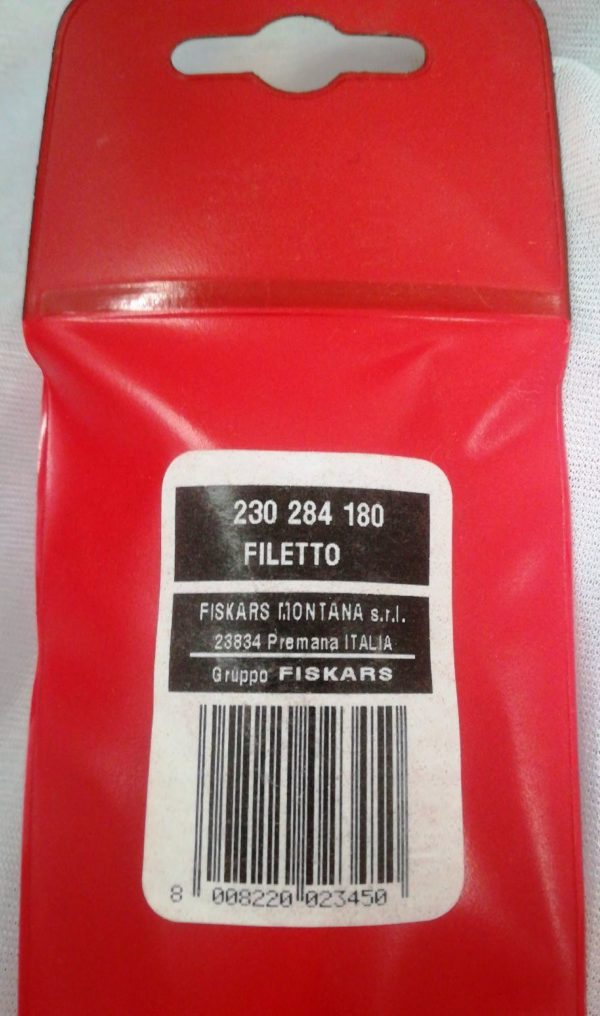 230 284 180
FILETTO
FISKARS MONTANA s.r.l.
23834 Premana ITALIA
Gruppo FISKARS
8 008220 023450